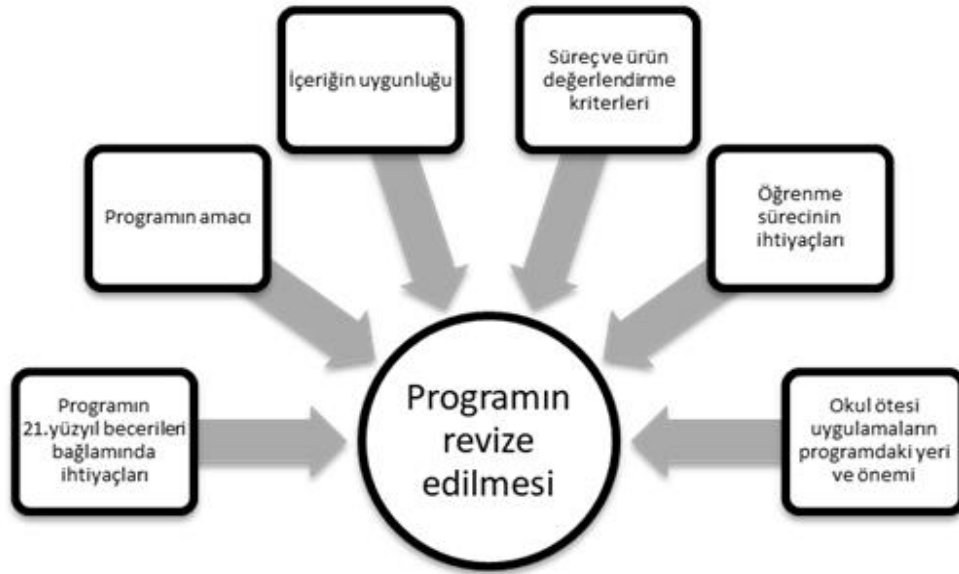 İçeriğin uygunluğu
Süreç ve ürün
değerlendirme
kriterleri
Programın amacı
Öğrenme
sürecinin
ihtiyaçları
Programın
21.yüzyıl becerileri
bağlamında
ihtiyaçları
Programın
revize
edilmesi
Okul ötesi
uygulamaların
programdaki yeri
ve önemi